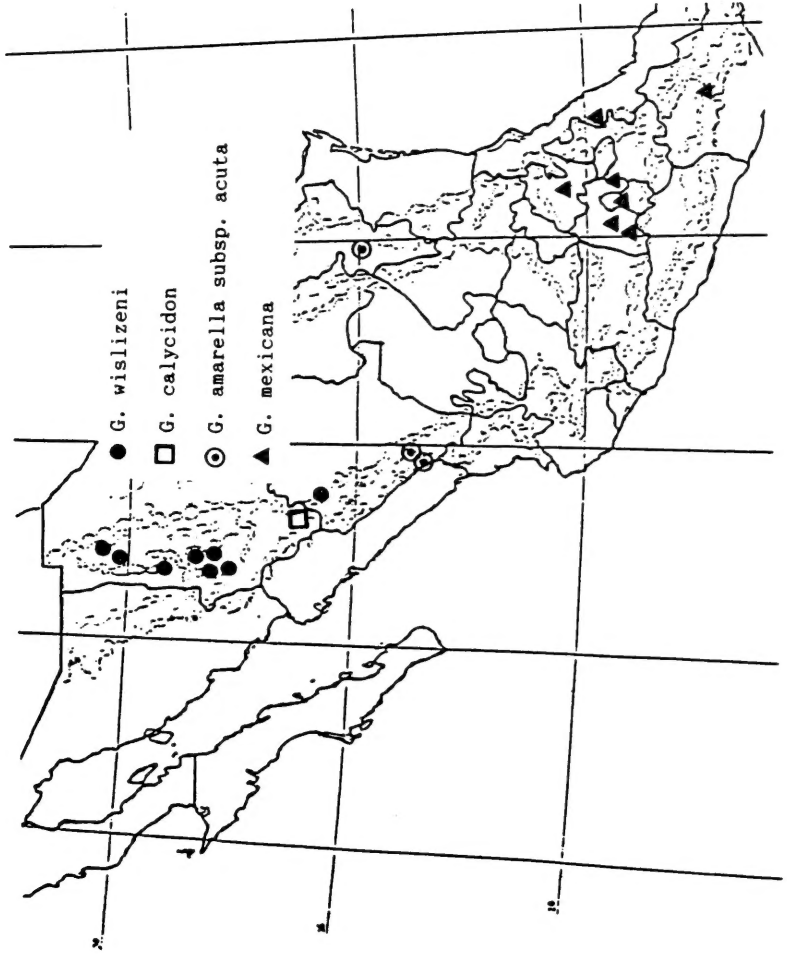 G. wislizeni
G. calycidon
G. amarella subsp. acuta
G. mexicana